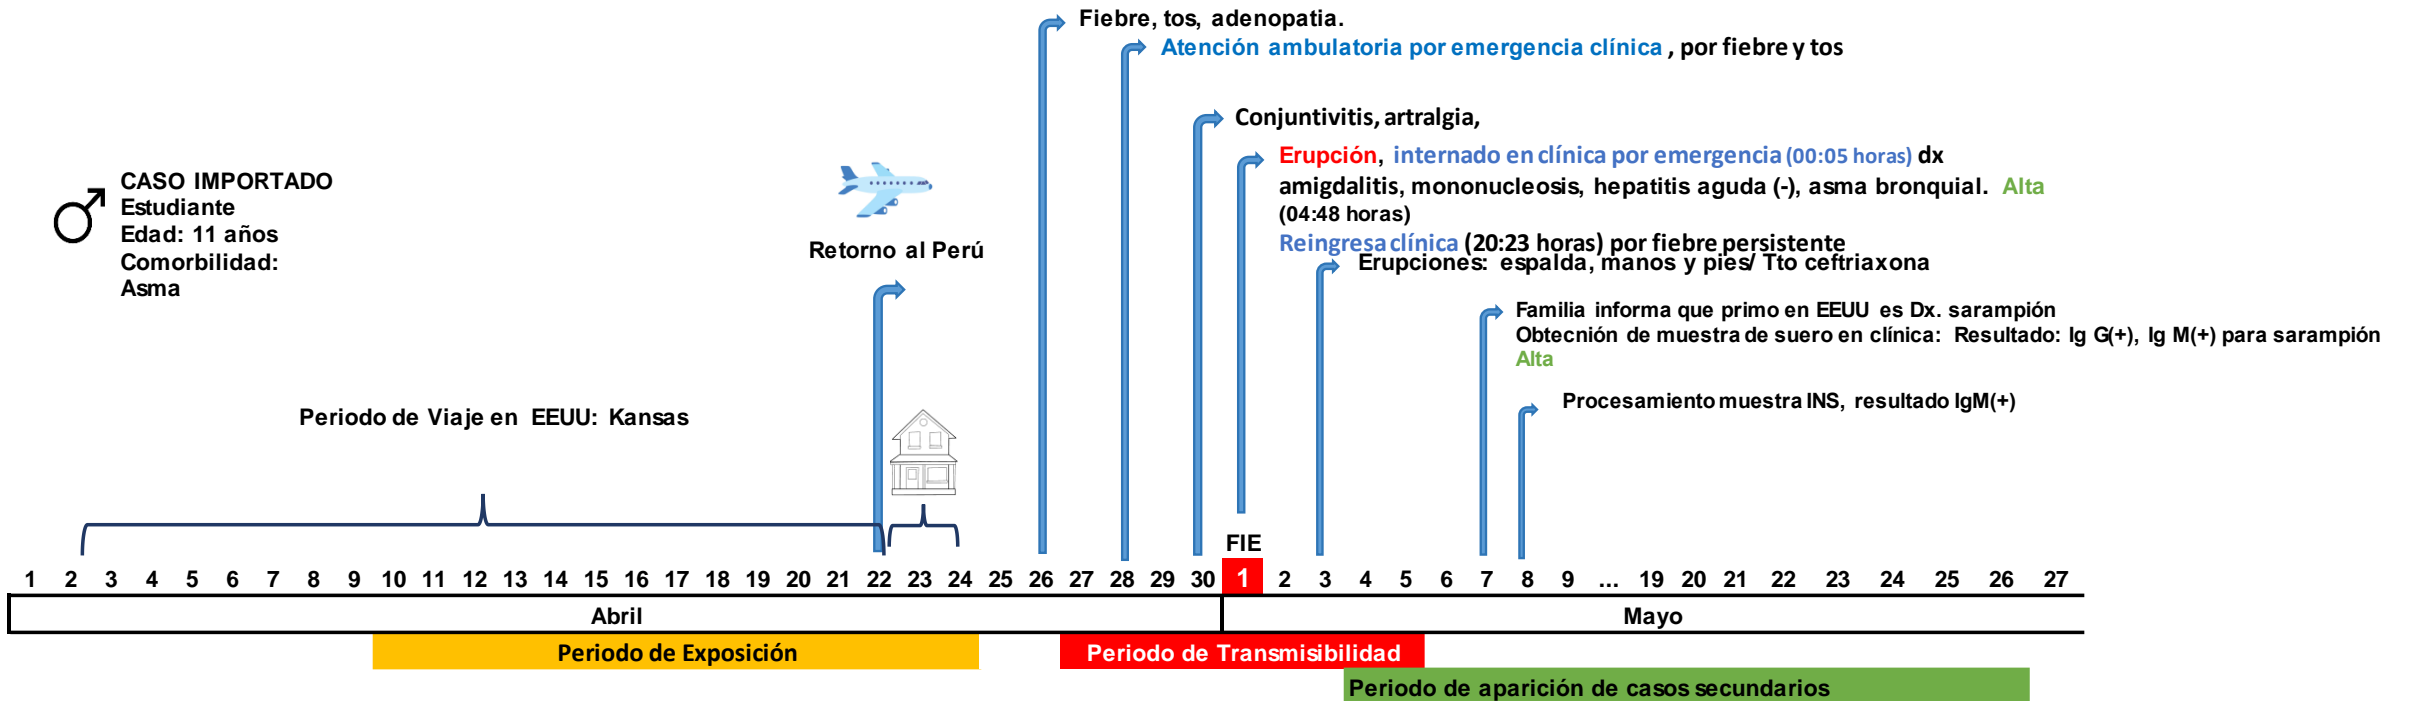 Fiebre, tos, adenopatia.
Atención ambulatoria por emergencia clínica , por fiebre y tos
Conjuntivitis, artralgia,
Erupción, internado en clínica por emergencia (00:05 horas) dx
amigdalitis, mononucleosis, hepatitis aguda (-), asma bronquial. Alta
(04:48 horas)
Reingresa clínica (20:23 horas) por fiebre persistente
Erupciones: espalda, manos y pies/ Tto ceftriaxona
CASO IMPORTADO
Estudiante
Edad: 11 años
Comorbilidad:
Asma
Retorno al Perú
Familia informa que primo en EEUU es Dx. sarampión
Obtecnión de muestra de suero en clínica: Resultado: Ig G(+), Ig M(+) para sarampión
Alta
Procesamiento muestra INS, resultado IgM(+)
Periodo de Viaje en EEUU: Kansas
FIE
1 2 3 4 5 6 7 8 9 10 11 12 13 14 15 16 17 18 19 20 21 22 23 24 25 26 27 28 29 30 1 2 3 4 5 6 7 8 9 ... 19 20 21 22 23 24 25 26 27
Abril Mayo
Periodo de Exposición Periodo de Transmisibilidad
Periodo de aparición de casos secundarios